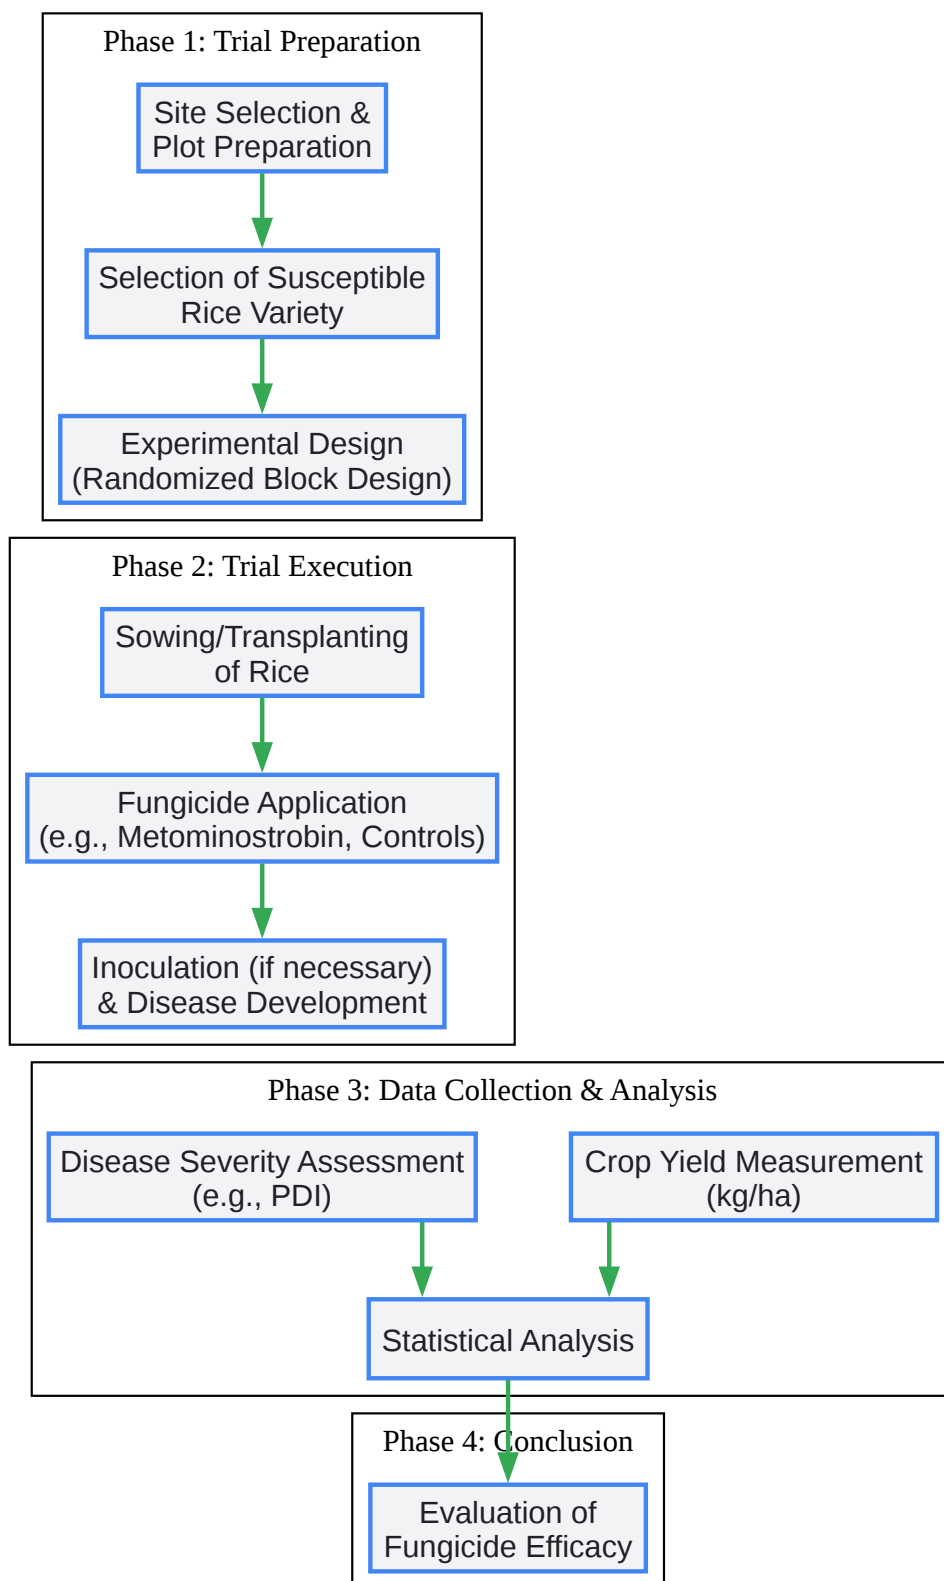 Phase 1: Trial Preparation
Site Selection &
Plot Preparation
Selection of Susceptible
Rice Variety
Experimental Design
(Randomized Block Design)
Phase 2: Trial Execution
Sowing/Transplanting
of Rice
Fungicide Application
(e.g., Metominostrobin, Controls)
Inoculation (if necessary)
& Disease Development
Phase 3: Data Collection & Analysis
Disease Severity Assessment
(e.g., PDI)
Crop Yield Measurement
(kg/ha)
Statistical Analysis
Phase 4: Conclusion
Evaluation of
Fungicide Efficacy